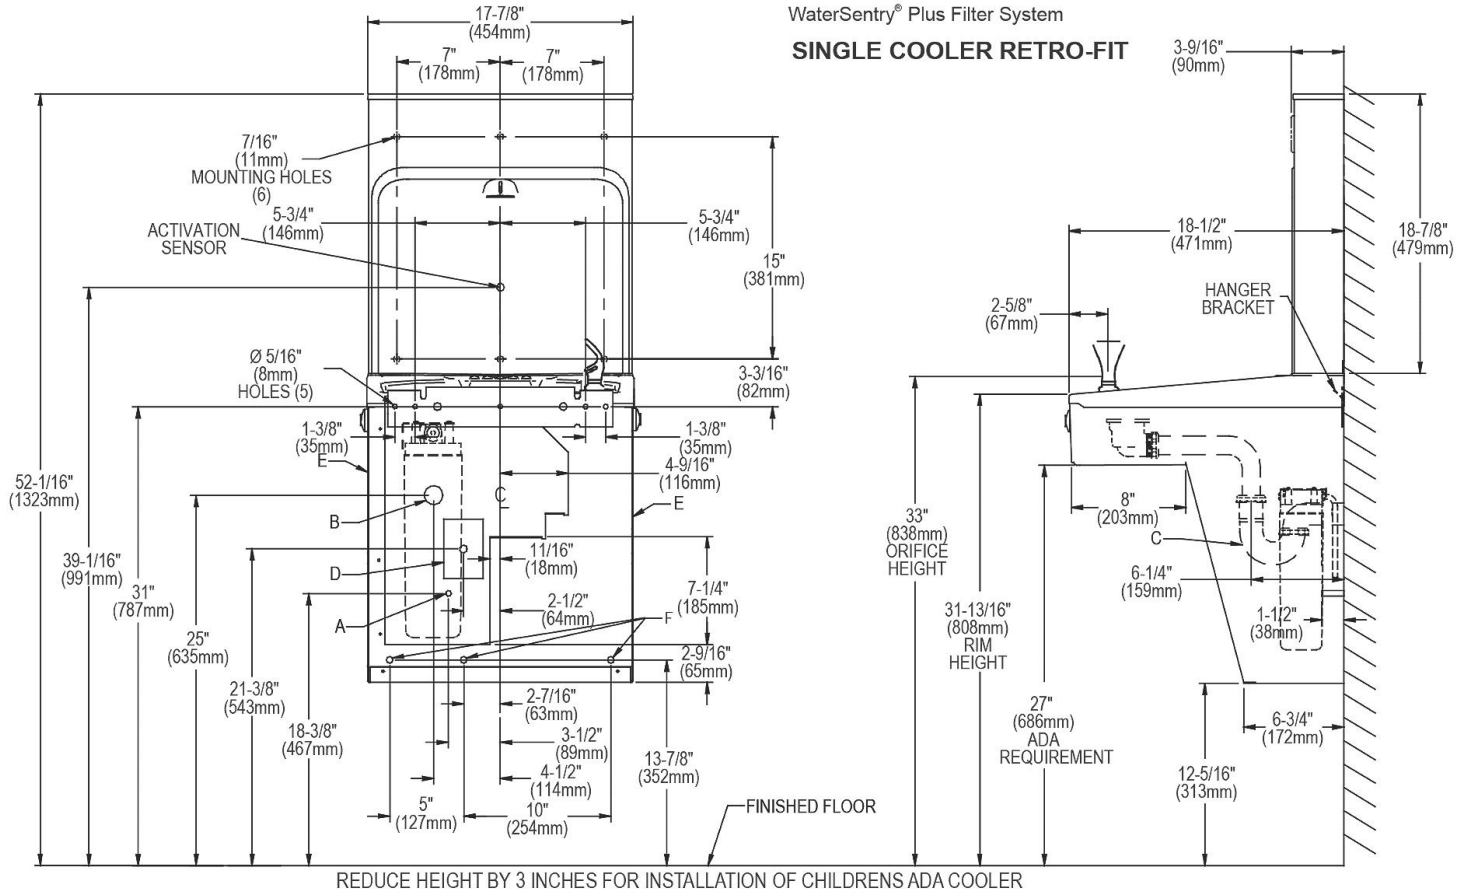 WaterSentry® Plus Filter System
SINGLE COOLER RETRO-FIT
17-7/8"
(454mm)
7"
(178mm)
7"
(178mm)
3-9/16"
(90mm)
7/16"
(11mm)
MOUNTING HOLES
(6)
5-3/4"
(146mm)
5-3/4"
(146mm)
ACTIVATION
SENSOR
15"
(381mm)
18-1/2"
(471mm)
18-7/8"
(479mm)
HANGER
BRACKET
2-5/8"
(67mm)
Ø 5/16"
(8mm)
HOLES (5)
3-3/16"
(82mm)
1-3/8"
(35mm)
1-3/8"
(35mm)
E
4-9/16"
(116mm)
52-1/16"
(1323mm)
C
E
B
8"
(203mm)
33"
(838mm)
ORIFICE
HEIGHT
C
39-1/16"
(991mm)
11/16"
(18mm)
D
6-1/4"
(159mm)
31"
(787mm)
7-1/4"
(185mm)
2-1/2"
(64mm)
F
A
31-13/16"
(808mm)
RIM
HEIGHT
1-1/2"
(38mm)
25"
(635mm)
2-9/16"
(65mm)
21-3/8"
(543mm)
2-7/16"
(63mm)
27"
(686mm)
ADA
REQUIREMENT
6-3/4"
(172mm)
18-3/8"
(467mm)
3-1/2"
(89mm)
13-7/8"
(352mm)
4-1/2"
(114mm)
12-5/16"
(313mm)
5"
(127mm)
10"
(254mm)
FINISHED FLOOR
REDUCE HEIGHT BY 3 INCHES FOR INSTALLATION OF CHILDRENS ADA COOLER